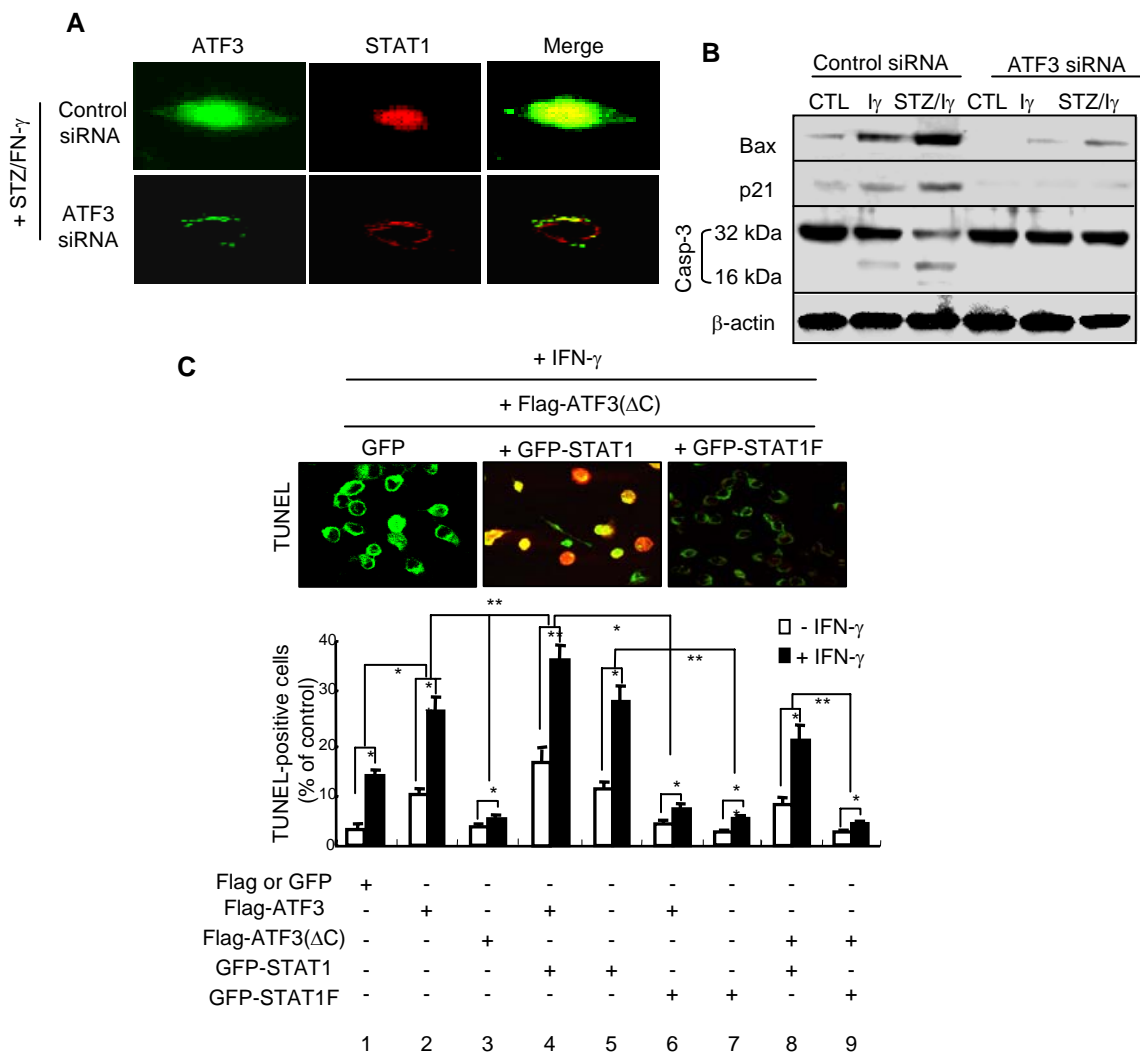 A
ATF3 STAT1 Merge
+ STZ/FN-γ
Control
siRNA
ATF3
siRNA
B
Control siRNA ATF3 siRNA
CTL Iγ STZ/Iγ CTL Iγ STZ/Iγ
Bax
p21
Casp-3
32 kDa
16 kDa
β-actin
C
+ IFN-γ
+ Flag-ATF3(ΔC)
GFP + GFP-STAT1 + GFP-STAT1F
TUNEL
TUNEL-positive cells
(% of control)
40
30
20
10
0
- IFN-γ
+ IFN-γ
** * ** * ** * ** * * * * * * * * *
Flag or GFP + - - - - - - - -
Flag-ATF3 - + - + - + - - -
Flag-ATF3(ΔC) - - + - - - - + +
GFP-STAT1 - - - + + - - + -
GFP-STAT1F - - - - - + + - +
1 2 3 4 5 6 7 8 9